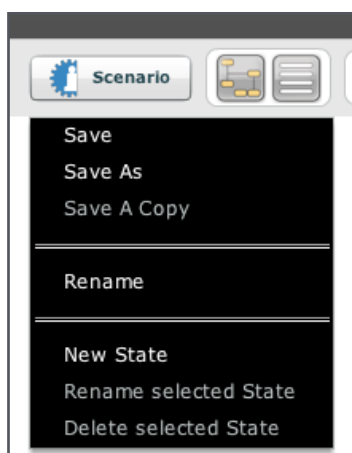 Scenario
Save
Save As
Save A Copy
Rename
New State
Rename selected State
Delete selected State